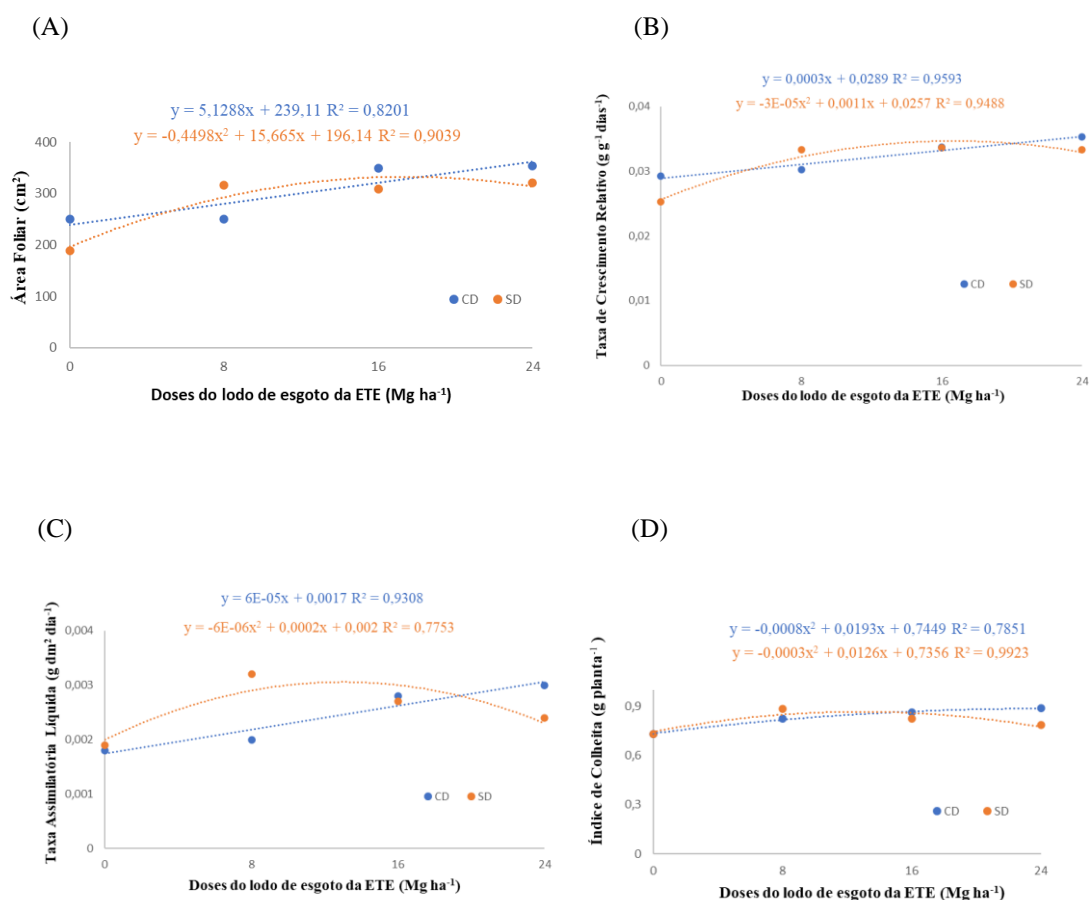 (A)
y = 5,1288x + 239,11 R² = 0,8201
y = -0,4498x² + 15,665x + 196,14 R² = 0,9039
Área Foliar (cm²)
400
300
200
100
0
0 8 16 24
CD SD
Doses do lodo de esgoto da ETE (Mg ha⁻¹)
(B)
y = 0,0003x + 0,0289 R² = 0,9593
y = -3E-05x² + 0,0011x + 0,0257 R² = 0,9488
Taxa de Crescimento Relativo (g g⁻¹ dias⁻¹)
0,04
0,03
0,02
0,01
0
0 8 16 24
CD SD
Doses do lodo de esgoto da ETE (Mg ha⁻¹)
(C)
y = 6E-05x + 0,0017 R² = 0,9308
y = -6E-06x² + 0,0002x + 0,002 R² = 0,7753
Taxa Assimilatória Líquida (g dm² dia⁻¹)
0,004
0,003
0,002
0,001
0
0 8 16 24
CD SD
Doses do lodo de esgoto da ETE (Mg ha⁻¹)
(D)
y = -0,0008x² + 0,0193x + 0,7449 R² = 0,7851
y = -0,0003x² + 0,0126x + 0,7356 R² = 0,9923
Índice de Colheita (g planta⁻¹)
0,9
0,6
0,3
0
0 8 16 24
CD SD
Doses do lodo de esgoto da ETE (Mg ha⁻¹)